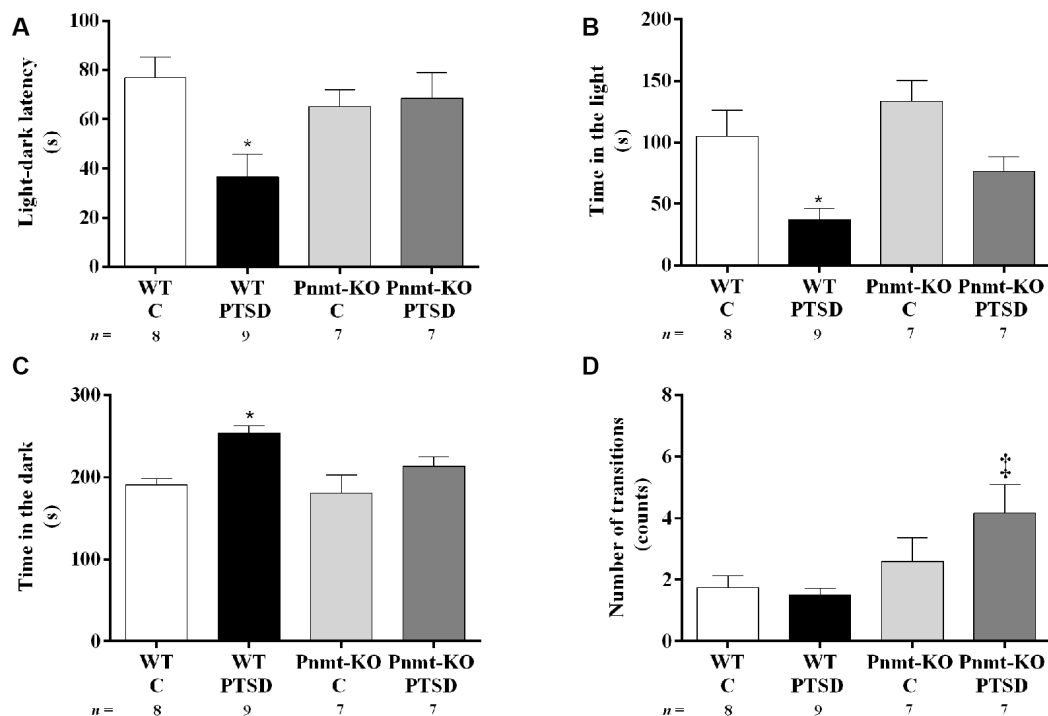 A
Light-dark latency
(s)
100
80
60
40
20
0
*
WT WT Pnmt-KO Pnmt-KO
C PTSD C PTSD
n = 8 9 7 7
B
Time in the light
(s)
200
150
100
50
0
*
WT WT Pnmt-KO Pnmt-KO
C PTSD C PTSD
n = 8 9 7 7
C
Time in the dark
(s)
300
200
100
0
*
WT WT Pnmt-KO Pnmt-KO
C PTSD C PTSD
n = 8 9 7 7
D
Number of transitions
(counts)
8
6
4
2
0
‡
WT WT Pnmt-KO Pnmt-KO
C PTSD C PTSD
n = 8 9 7 7